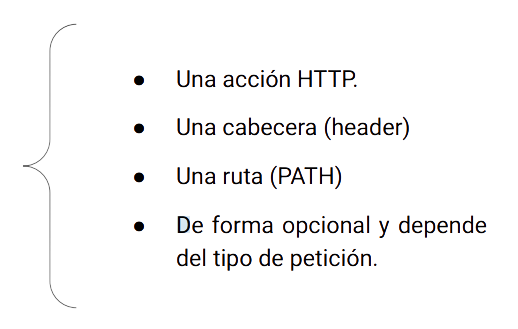 ● Una acción HTTP.
● Una cabecera (header)
● Una ruta (PATH)
● De forma opcional y depende
del tipo de petición.